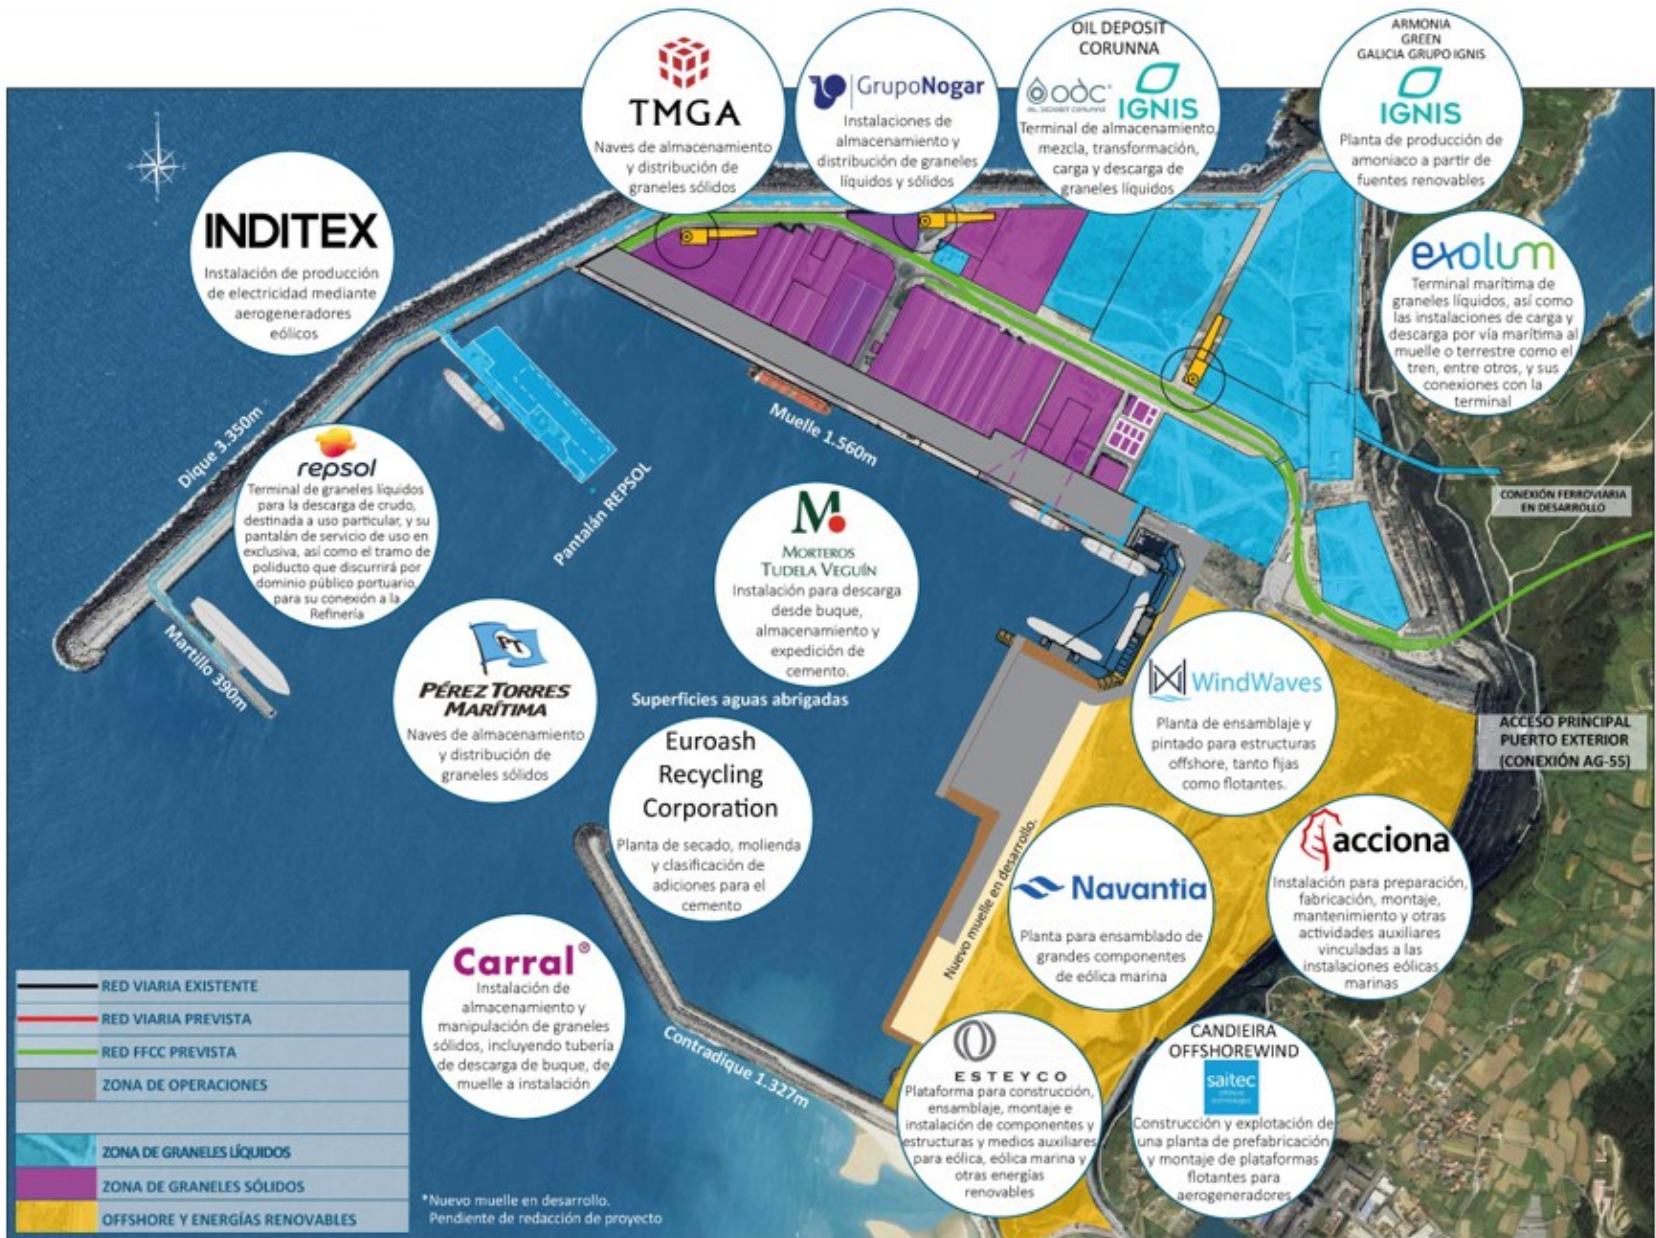 TMGA
Naves de almacenamiento
y distribución de
graneles sólidos
GrupoNogar
Instalaciones de
almacenamiento y
distribución de graneles
líquidos y sólidos
OIL DEPOSIT
CORUNNA
ODC
IGNIS
Terminal de almacenamiento,
mezcla, transformación,
carga y descarga de
graneles líquidos
ARMONIA
GREEN
GALICIA GRUPO IGNIS
IGNIS
Planta de producción de
amoniaco a partir de
fuentes renovables
INDITEX
Instalación de producción
de electricidad mediante
aerogeneradores
eólicos
exolum
Terminal marítima de
graneles líquidos, así como
las instalaciones de carga y
descarga por vía marítima al
muelle o terrestre como el
tren, entre otros, y sus
conexiones con la
terminal
Dique 3.350m
repsol
Terminal de graneles líquidos
para la descarga de crudo,
destinada a uso particular, y su
pantalán de servicio de uso en
exclusiva, así como el tramo de
poliducto que discurrirá por
dominio público portuario,
para su conexión a la
Refinería
Pantalán REPSOL
Muelle 1.560m
Martillo 390m
MORTEROS
TUDELA VEGUÍN
Instalación para descarga
desde buque,
almacenamiento y
expedición de
cemento.
CONEXIÓN FERROVIARIA
EN DESARROLLO
PT
PÉREZ TORRES
MARÍTIMA
Naves de almacenamiento
y distribución de
graneles sólidos
Superficies aguas abrigadas
WindWaves
Planta de ensamblaje y
pintado para estructuras
offshore, tanto fijas
como flotantes.
ACCESO PRINCIPAL
PUERTO EXTERIOR
(CONEXIÓN AG-55)
Euroash
Recycling
Corporation
Planta de secado, molienda
y clasificación de
adiciones para el
cemento
Nuevo muelle en desarrollo.
Navantia
Planta para ensamblado de
grandes componentes
de eólica marina
acciona
Instalación para preparación,
fabricación, montaje,
mantenimiento y otras
actividades auxiliares
vinculadas a las
instalaciones eólicas
marinas
Carral®
Instalación de
almacenamiento y
manipulación de graneles
sólidos, incluyendo tubería
de descarga de buque, de
muelle a instalación
Contradique 1.327m
ESTEYCO
Plataforma para construcción,
ensamblaje, montaje e
instalación de componentes y
estructuras y medios auxiliares
para eólica, eólica marina y
otras energías
renovables
CANDIEIRA
OFFSHOREWIND
saitec
Construcción y explotación de
una planta de prefabricación
y montaje de plataformas
flotantes para
aerogeneradores
RED VIARIA EXISTENTE
RED VIARIA PREVISTA
RED FFCC PREVISTA
ZONA DE OPERACIONES
ZONA DE GRANELES LÍQUIDOS
ZONA DE GRANELES SÓLIDOS
OFFSHORE Y ENERGÍAS RENOVABLES
*Nuevo muelle en desarrollo.
Pendiente de redacción de proyecto